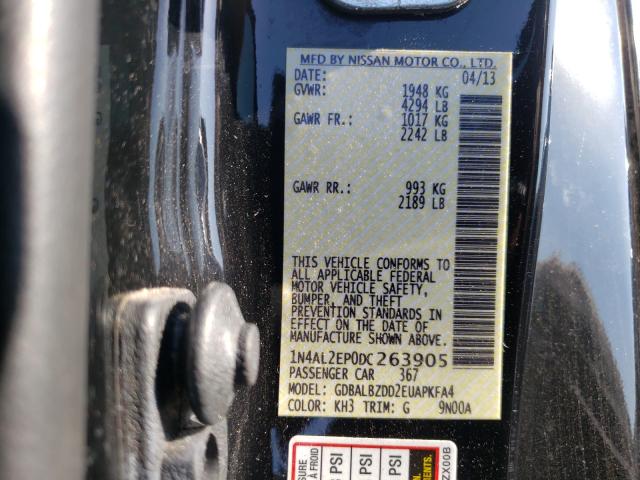 MFD BY NISSAN MOTOR CO., LTD.
DATE: 04/13
GVWR: 1948 KG
4294 LB
GAWR FR.: 1017 KG
2242 LB
GAWR RR.: 993 KG
2189 LB
THIS VEHICLE CONFORMS TO
ALL APPLICABLE FEDERAL
MOTOR VEHICLE SAFETY,
BUMPER, AND THEFT
PREVENTION STANDARDS IN
EFFECT ON THE DATE OF
MANUFACTURE SHOWN ABOVE.
1N4AL2EP0DC263905
PASSENGER CAR 367
MODEL: GDBALBZDD2EUAPKFA4
COLOR: KH3 TRIM: G 9N00A
À FROID
PSI
PSI
PSI
ZX00B